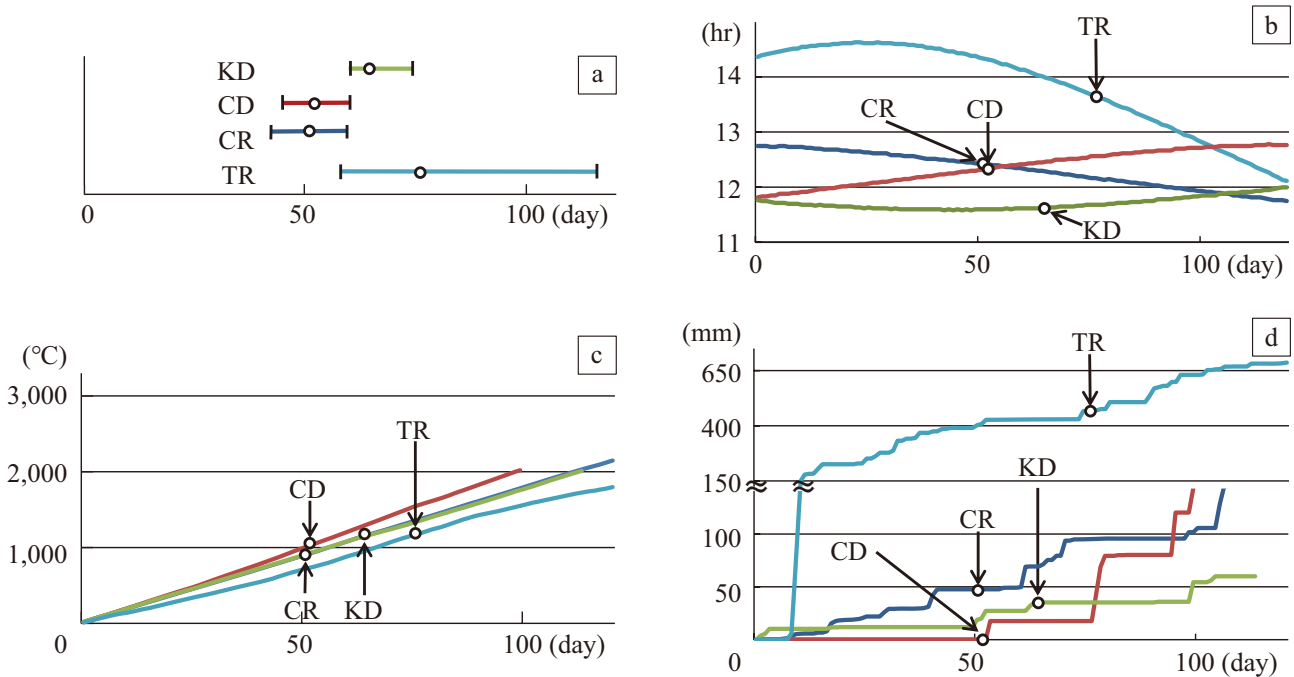 a
KD
CD
CR
TR
0 50 100 (day)
b
(hr)
TR
14
CR CD
13
12
KD
11
0 50 100 (day)
c
(°C)
3,000
TR
2,000
CD
1,000
CR KD
0 50 100 (day)
d
(mm)
TR
650
400
KD
150
CR
CD
100
50
0 50 100 (day)